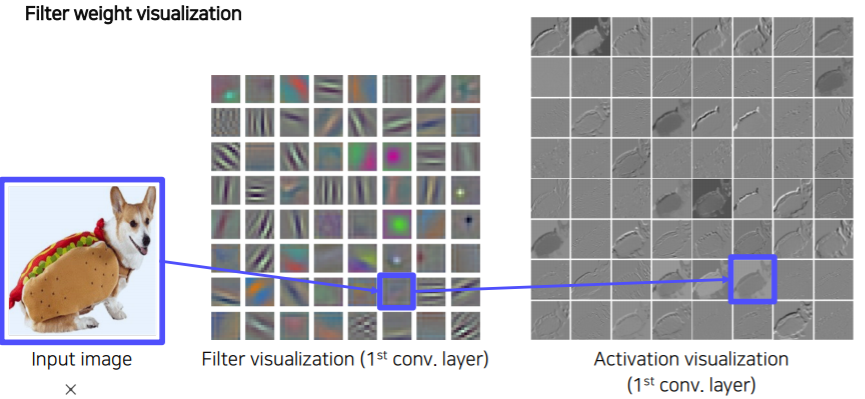 Filter weight visualization
Input image
×
Filter visualization (1st conv. layer)
Activation visualization
(1st conv. layer)